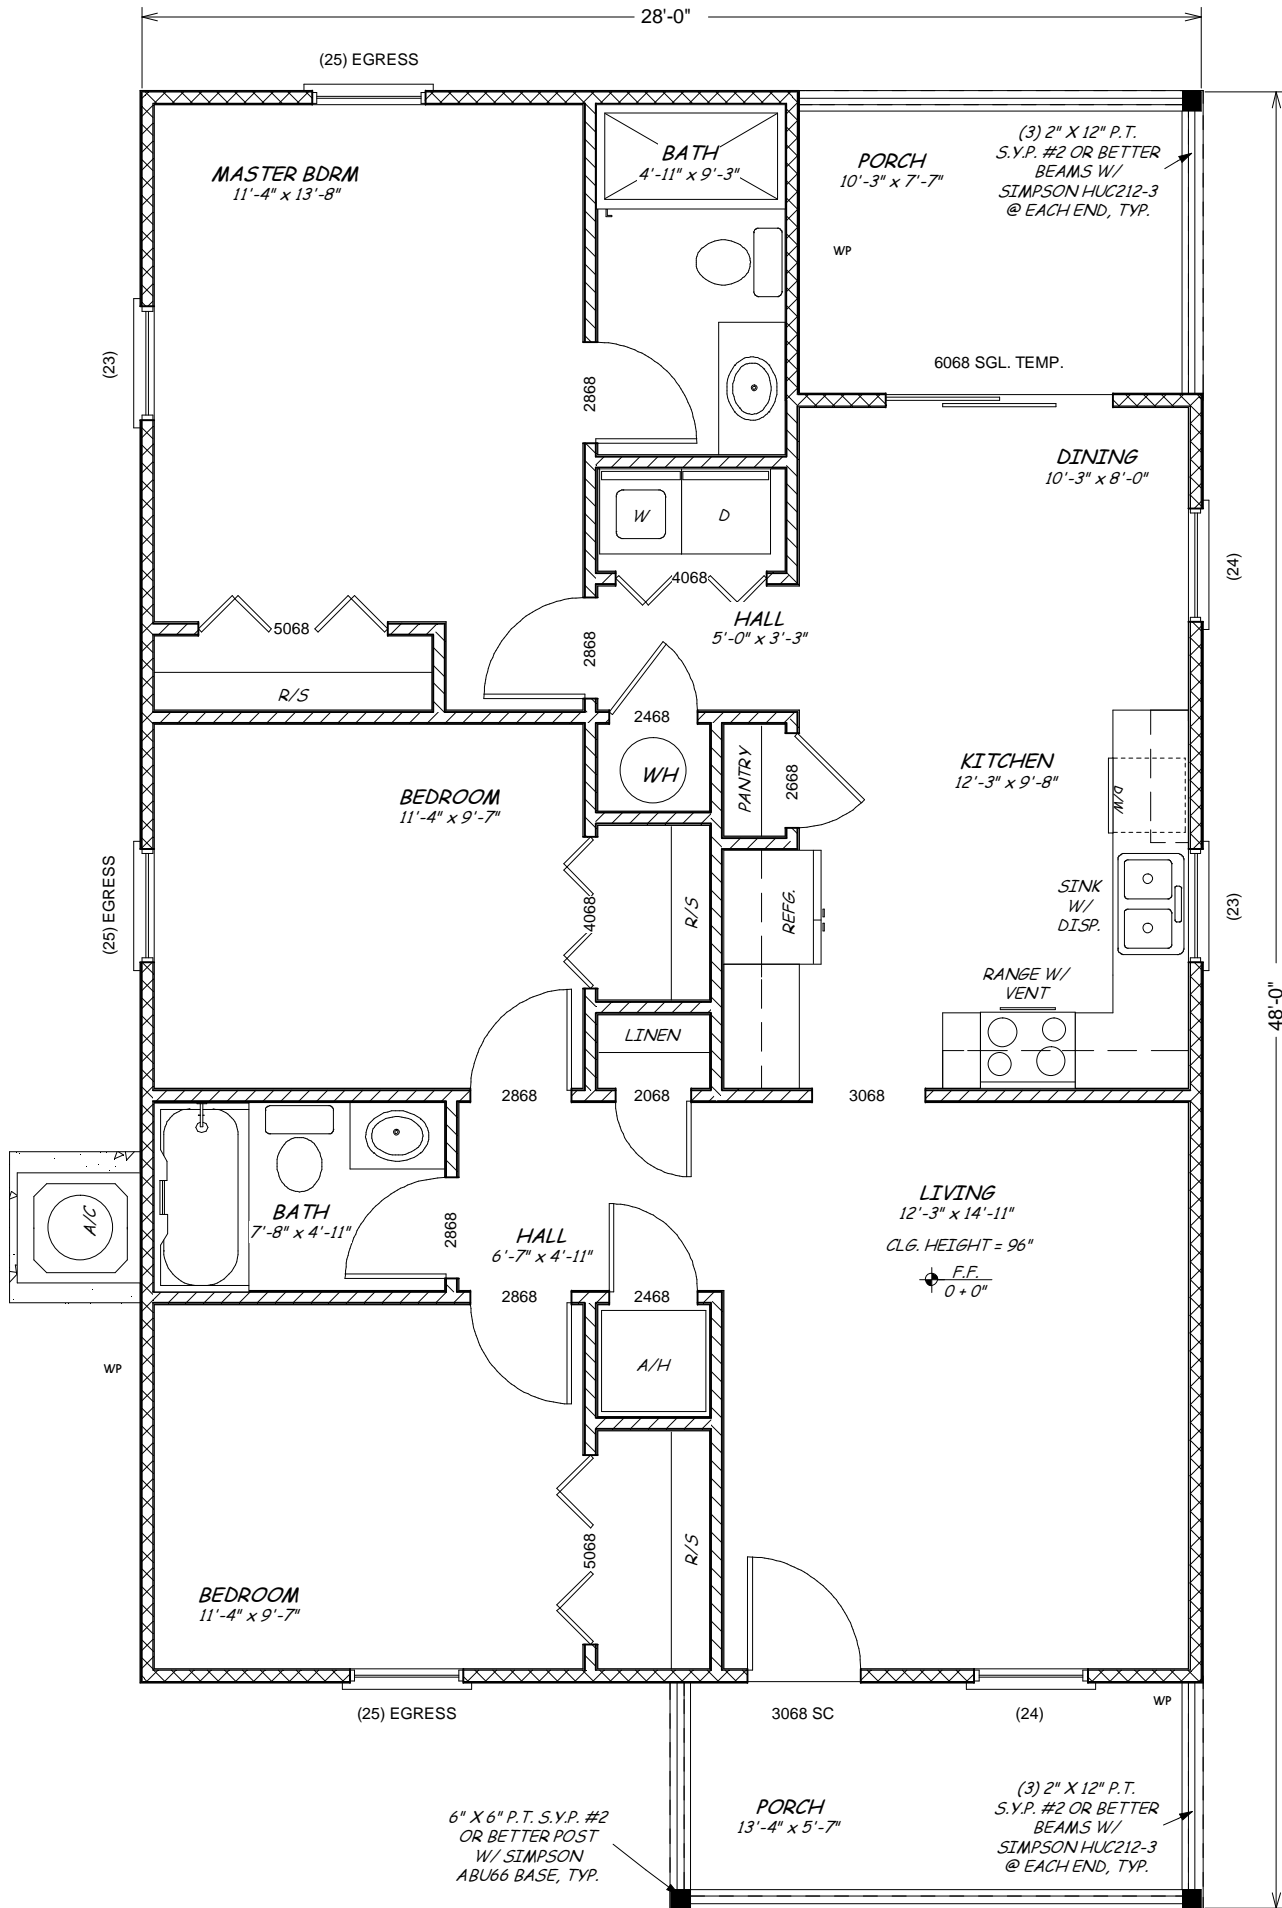 28'-0"
(25) EGRESS
MASTER BDRM
11'-4" x 13'-8"
BATH
4'-11" x 9'-3"
PORCH
10'-3" x 7'-7"
(3) 2" X 12" P.T.
S.Y.P. #2 OR BETTER
BEAMS W/
SIMPSON HUC212-3
@ EACH END, TYP.
WP
(23)
2868
6068 SGL. TEMP.
DINING
10'-3" x 8'-0"
W
D
4068
(24)
5068
HALL
5'-0" x 3'-3"
2868
R/S
2468
WH
PANTRY
2668
KITCHEN
12'-3" x 9'-8"
D/W
BEDROOM
11'-4" x 9'-7"
(25) EGRESS
4068
R/S
REFG.
SINK
W/
DISP.
(23)
RANGE W/
VENT
48'-0"
LINEN
2868
2068
3068
A/C
BATH
7'-8" x 4'-11"
2868
HALL
6'-7" x 4'-11"
LIVING
12'-3" x 14'-11"
CLG. HEIGHT = 96"
F.F.
0 + 0"
2868
2468
WP
A/H
5068
R/S
BEDROOM
11'-4" x 9'-7"
(25) EGRESS
3068 SC
(24)
WP
6" X 6" P.T. S.Y.P. #2
OR BETTER POST
W/ SIMPSON
ABU66 BASE, TYP.
PORCH
13'-4" x 5'-7"
(3) 2" X 12" P.T.
S.Y.P. #2 OR BETTER
BEAMS W/
SIMPSON HUC212-3
@ EACH END, TYP.